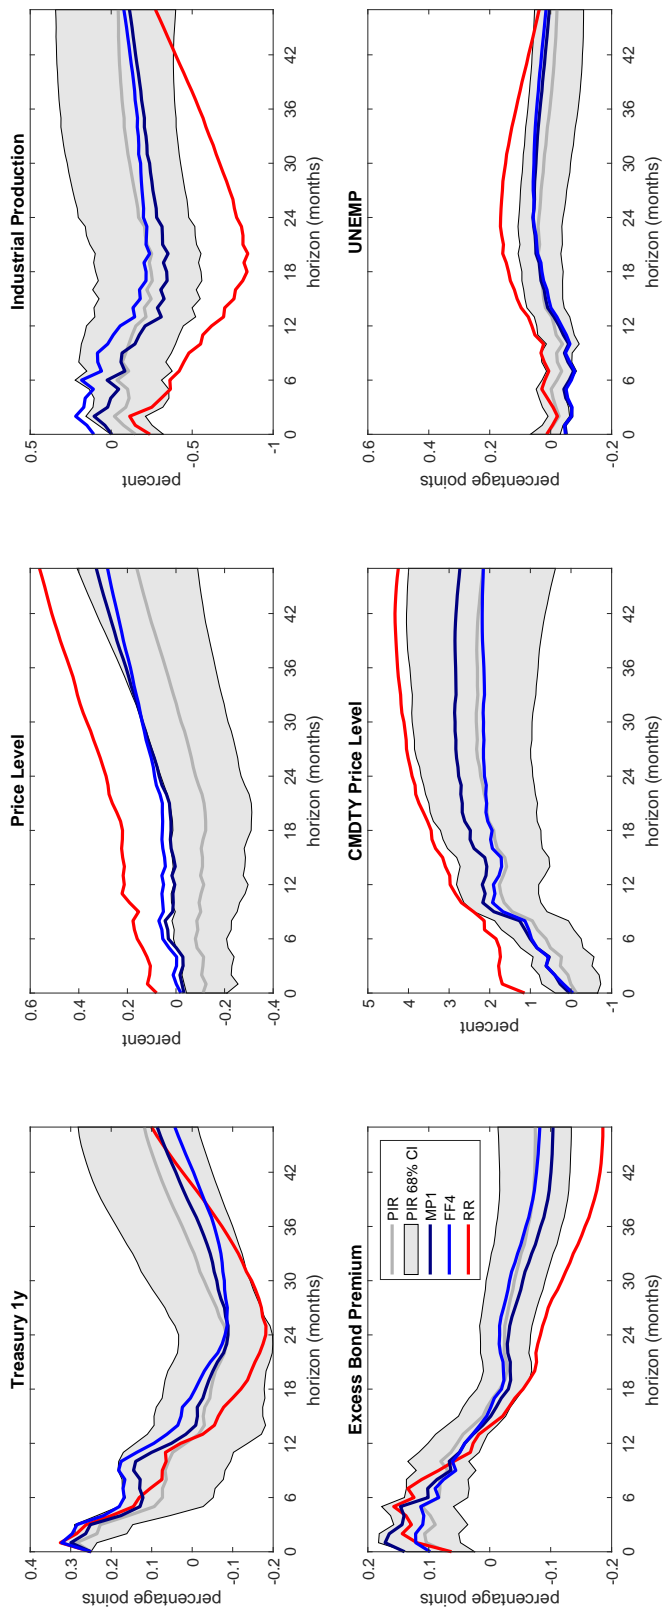 Treasury 1y
percentage points
0.4
0.3
0.2
0.1
0
-0.1
-0.2
0 6 12 18 24 30 36 42
horizon (months)
Price Level
percent
0.6
0.4
0.2
0
-0.2
-0.4
0 6 12 18 24 30 36 42
horizon (months)
Industrial Production
percent
0.5
0
-0.5
-1
0 6 12 18 24 30 36 42
horizon (months)
Excess Bond Premium
percentage points
0.2
0.1
0
-0.1
-0.2
0 6 12 18 24 30 36 42
horizon (months)
PIR
PIR 68% CI
MP1
FF4
RR
CMDTY Price Level
percent
5
4
3
2
1
0
-1
0 6 12 18 24 30 36 42
horizon (months)
UNEMP
percentage points
0.6
0.4
0.2
0
-0.2
0 6 12 18 24 30 36 42
horizon (months)